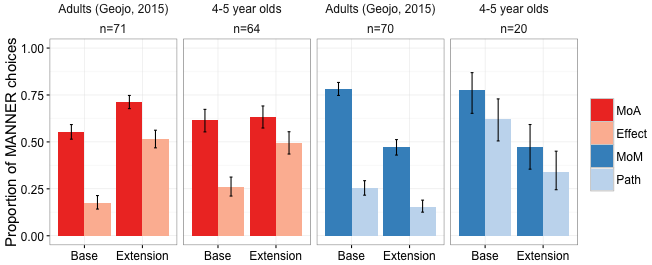 Adults (Geojo, 2015)
4-5 year olds
Adults (Geojo, 2015)
4-5 year olds
n=71
n=64
n=70
n=20
Proportion of MANNER choices
1.00
0.75
0.50
0.25
0.00
Base
Extension
Base
Extension
Base
Extension
Base
Extension
MoA
Effect
MoM
Path